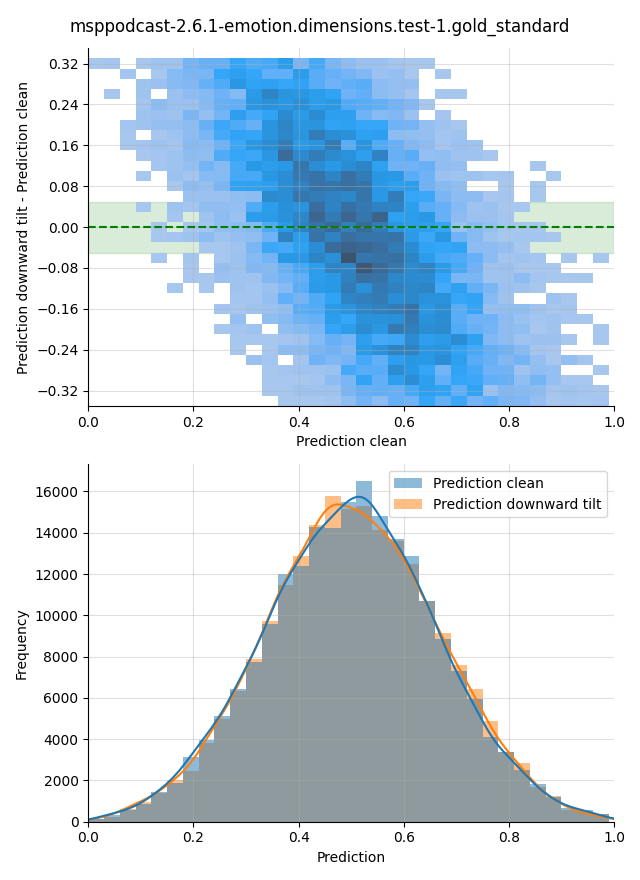 msppodcast-2.6.1-emotion.dimensions.test-1.gold_standard
Prediction downward tilt - Prediction clean
0.32
0.24
0.16
0.08
0.00
−0.08
−0.16
−0.24
−0.32
0.0 0.2 0.4 0.6 0.8 1.0
Prediction clean
Frequency
16000
14000
12000
10000
8000
6000
4000
2000
0
Prediction clean
Prediction downward tilt
0.0 0.2 0.4 0.6 0.8 1.0
Prediction